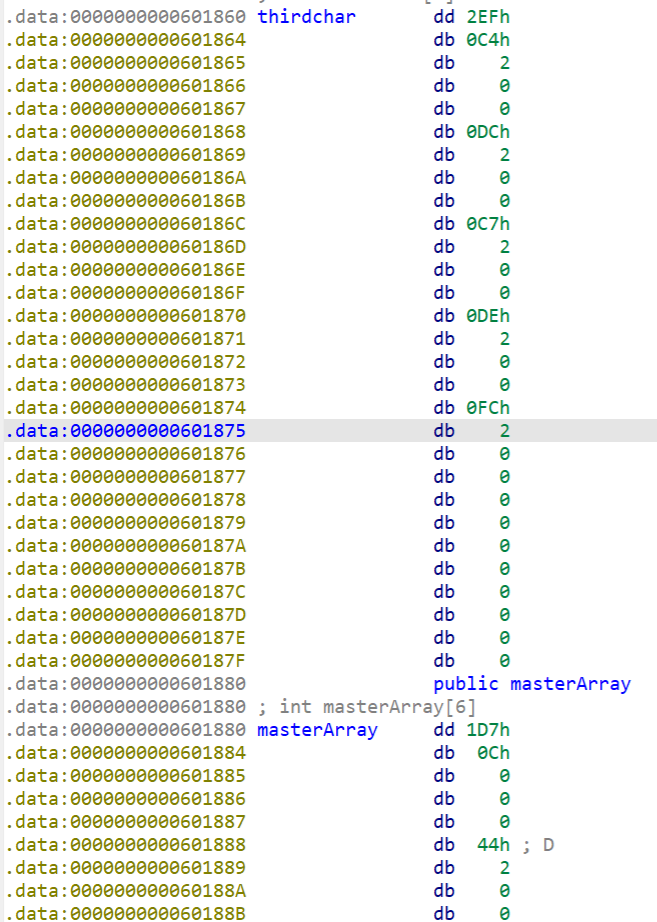 .data:0000000000601860 thirdchar dd 2EFh
.data:0000000000601864 db 0C4h
.data:0000000000601865 db 2
.data:0000000000601866 db 0
.data:0000000000601867 db 0
.data:0000000000601868 db 0DCh
.data:0000000000601869 db 2
.data:000000000060186A db 0
.data:000000000060186B db 0
.data:000000000060186C db 0C7h
.data:000000000060186D db 2
.data:000000000060186E db 0
.data:000000000060186F db 0
.data:0000000000601870 db 0DEh
.data:0000000000601871 db 2
.data:0000000000601872 db 0
.data:0000000000601873 db 0
.data:0000000000601874 db 0FCh
.data:0000000000601875 db 2
.data:0000000000601876 db 0
.data:0000000000601877 db 0
.data:0000000000601878 db 0
.data:0000000000601879 db 0
.data:000000000060187A db 0
.data:000000000060187B db 0
.data:000000000060187C db 0
.data:000000000060187D db 0
.data:000000000060187E db 0
.data:000000000060187F db 0
.data:0000000000601880 public masterArray
.data:0000000000601880 ; int masterArray[6]
.data:0000000000601880 masterArray dd 1D7h
.data:0000000000601884 db 0Ch
.data:0000000000601885 db 0
.data:0000000000601886 db 0
.data:0000000000601887 db 0
.data:0000000000601888 db 44h ; D
.data:0000000000601889 db 2
.data:000000000060188A db 0
.data:000000000060188B db 0